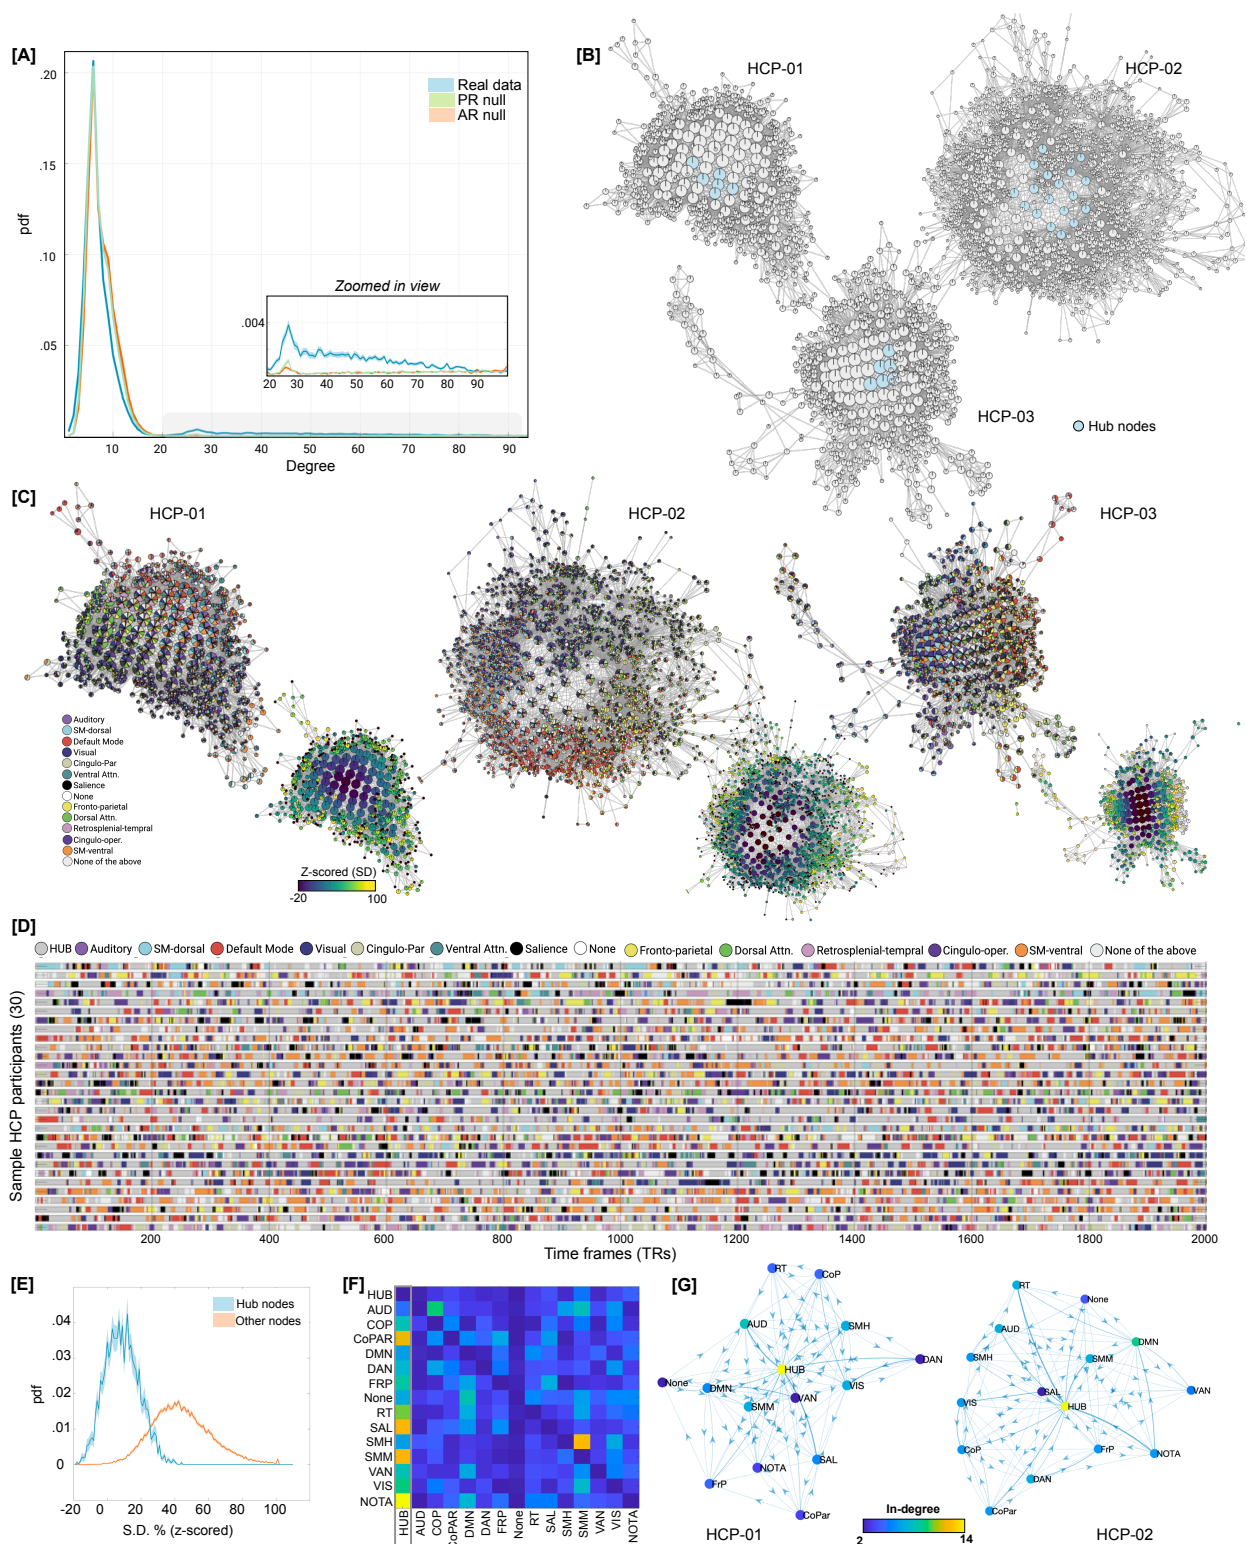 [A]
.20
.15
.10
.05
pdf
Real data
PR null
AR null
Zoomed in view
.004
20 30 40 50 60 70 80 90
10 20 30 40 50 60 70 80 90
Degree
[B]
HCP-01
HCP-02
HCP-03
Hub nodes
[C]
HCP-01
HCP-02
HCP-03
Auditory
SM-dorsal
Default Mode
Visual
Cingulo-Par
Ventral Attn.
Salience
None
Fronto-parietal
Dorsal Attn.
Retrosplenial-tempral
Cingulo-oper.
SM-ventral
None of the above
Z-scored (SD)
-20 100
[D]
HUB Auditory SM-dorsal Default Mode Visual Cingulo-Par Ventral Attn. Salience None Fronto-parietal Dorsal Attn. Retrosplenial-tempral Cingulo-oper. SM-ventral None of the above
Sample HCP participants (30)
200 400 600 800 1000 1200 1400 1600 1800 2000
Time frames (TRs)
[E]
Hub nodes
Other nodes
.04
.03
.02
.01
0
pdf
-20 0 20 40 60 80 100
S.D. % (z-scored)
[F]
HUB
AUD
COP
CoPAR
DMN
DAN
FRP
None
RT
SAL
SMH
SMM
VAN
VIS
NOTA
HUB AUD COP CoPAR DMN DAN FRP None RT SAL SMH SMM VAN VIS NOTA
[G]
RT
CoP
AUD
SMH
HUB
DAN
None
DMN
VAN
VIS
SMM
NOTA
SAL
FrP
CoPar
HCP-01
In-degree
2 14
RT
None
AUD
DMN
SMH
SMM
SAL
VAN
VIS
HUB
CoP
FrP
NOTA
DAN
CoPar
HCP-02